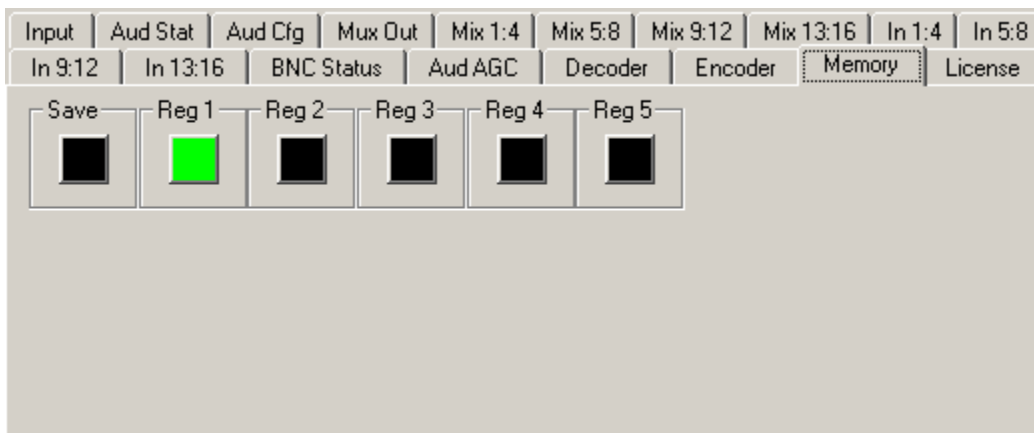 Input Aud Stat Aud Cfg Mux Out Mix 1:4 Mix 5:8 Mix 9:12 Mix 13:16 In 1:4 In 5:8
In 9:12 In 13:16 BNC Status Aud AGC Decoder Encoder Memory License
Save Reg 1 Reg 2 Reg 3 Reg 4 Reg 5